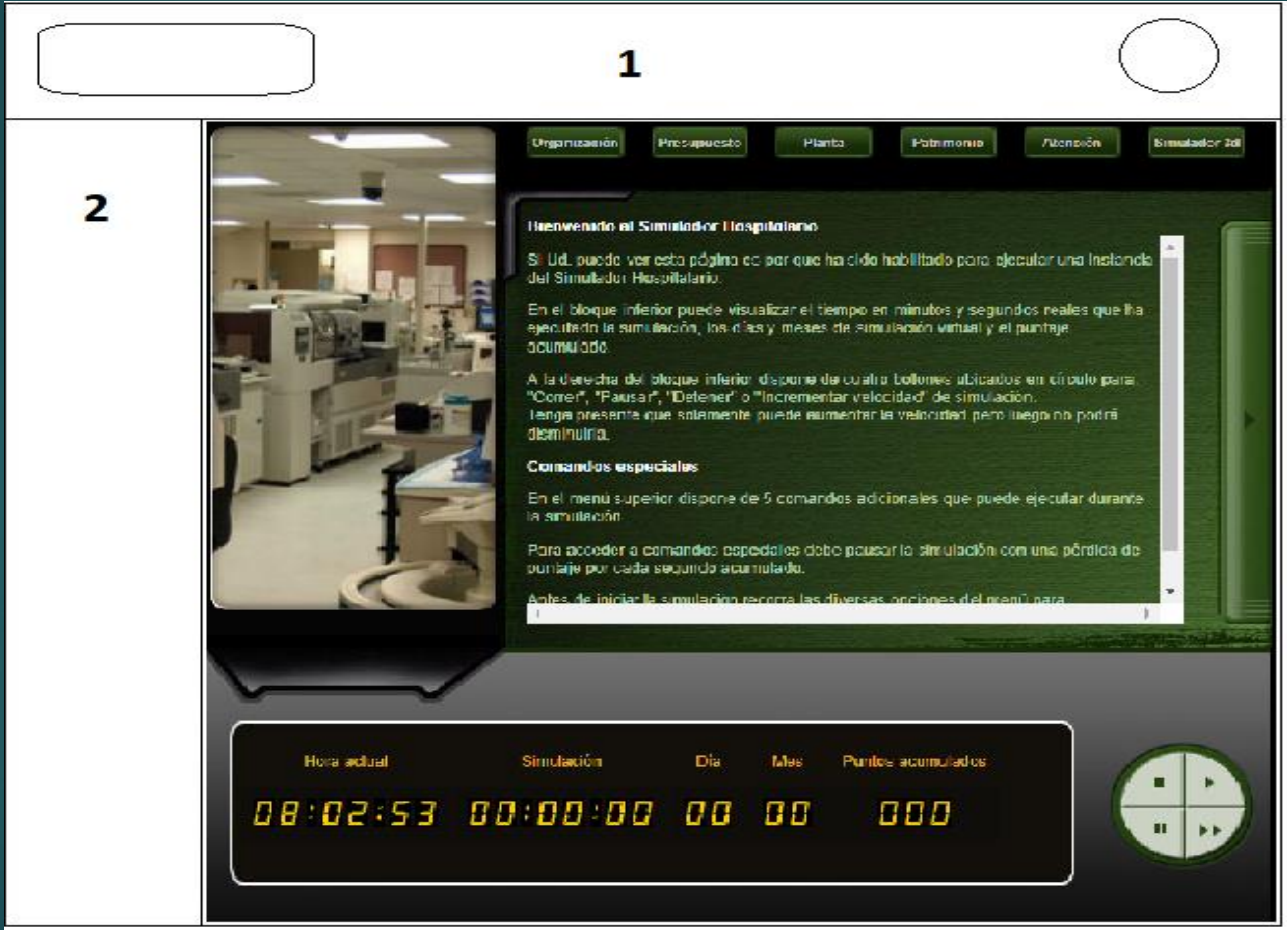 1
2
Organización Presupuesto Planta Patrimonio Atención Simulador 3d
Bienvenido al Simulador Hospitalario
Si Ud. puede ver esta página es por que ha sido habilitado para ejecutar una instancia
del Simulador Hospitalario.
En el bloque inferior puede visualizar el tiempo en minutos y segundos reales que ha
ejecutado la simulación, los días y meses de simulación virtual y el puntaje
acumulado.
A la derecha del bloque inferior dispone de cuatro botones ubicados en círculo para
"Correr", "Pausar", "Detener" o "Incrementar velocidad" de simulación.
Tenga presente que solamente puede aumentar la velocidad pero luego no podrá
disminuirla.
Comandos especiales
En el menú superior dispone de 5 comandos adicionales que puede ejecutar durante
la simulación.
Para acceder a comandos especiales debe pausar la simulación con una pérdida de
puntaje por cada segundo acumulado.
Antes de iniciar la simulación recorra las diversas opciones del menú para
Hora actual Simulación Día Mes Puntos acumulados
08:02:53 00:00:00 00 00 000